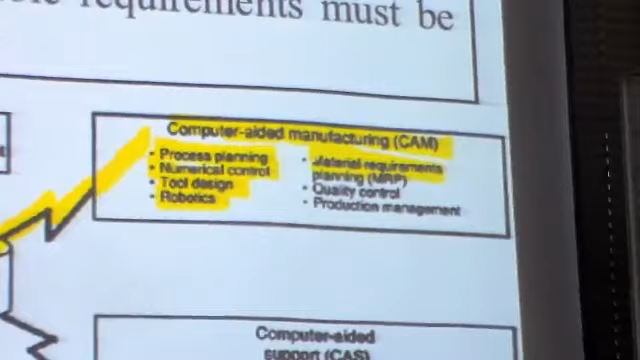 requirements must be
Computer-aided manufacturing (CAM)
• Process planning
• Numerical control
• Tool design
• Robotics
• Material requirements
planning (MRP)
• Quality control
• Production management
Computer-aided
support (CAS)